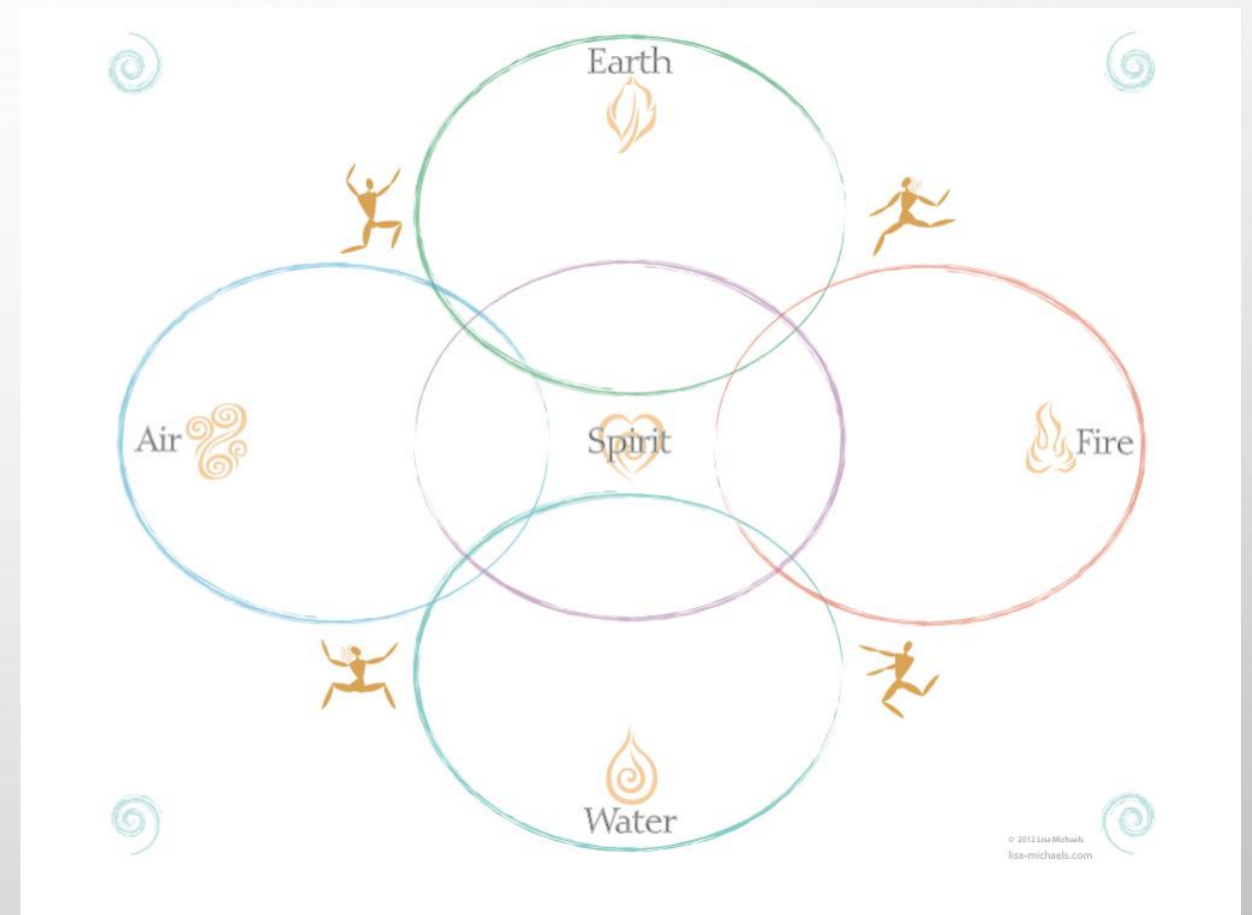 Earth
Air
Spirit
Fire
Water
© 2012 Lisa Michaels
lisa-michaels.com